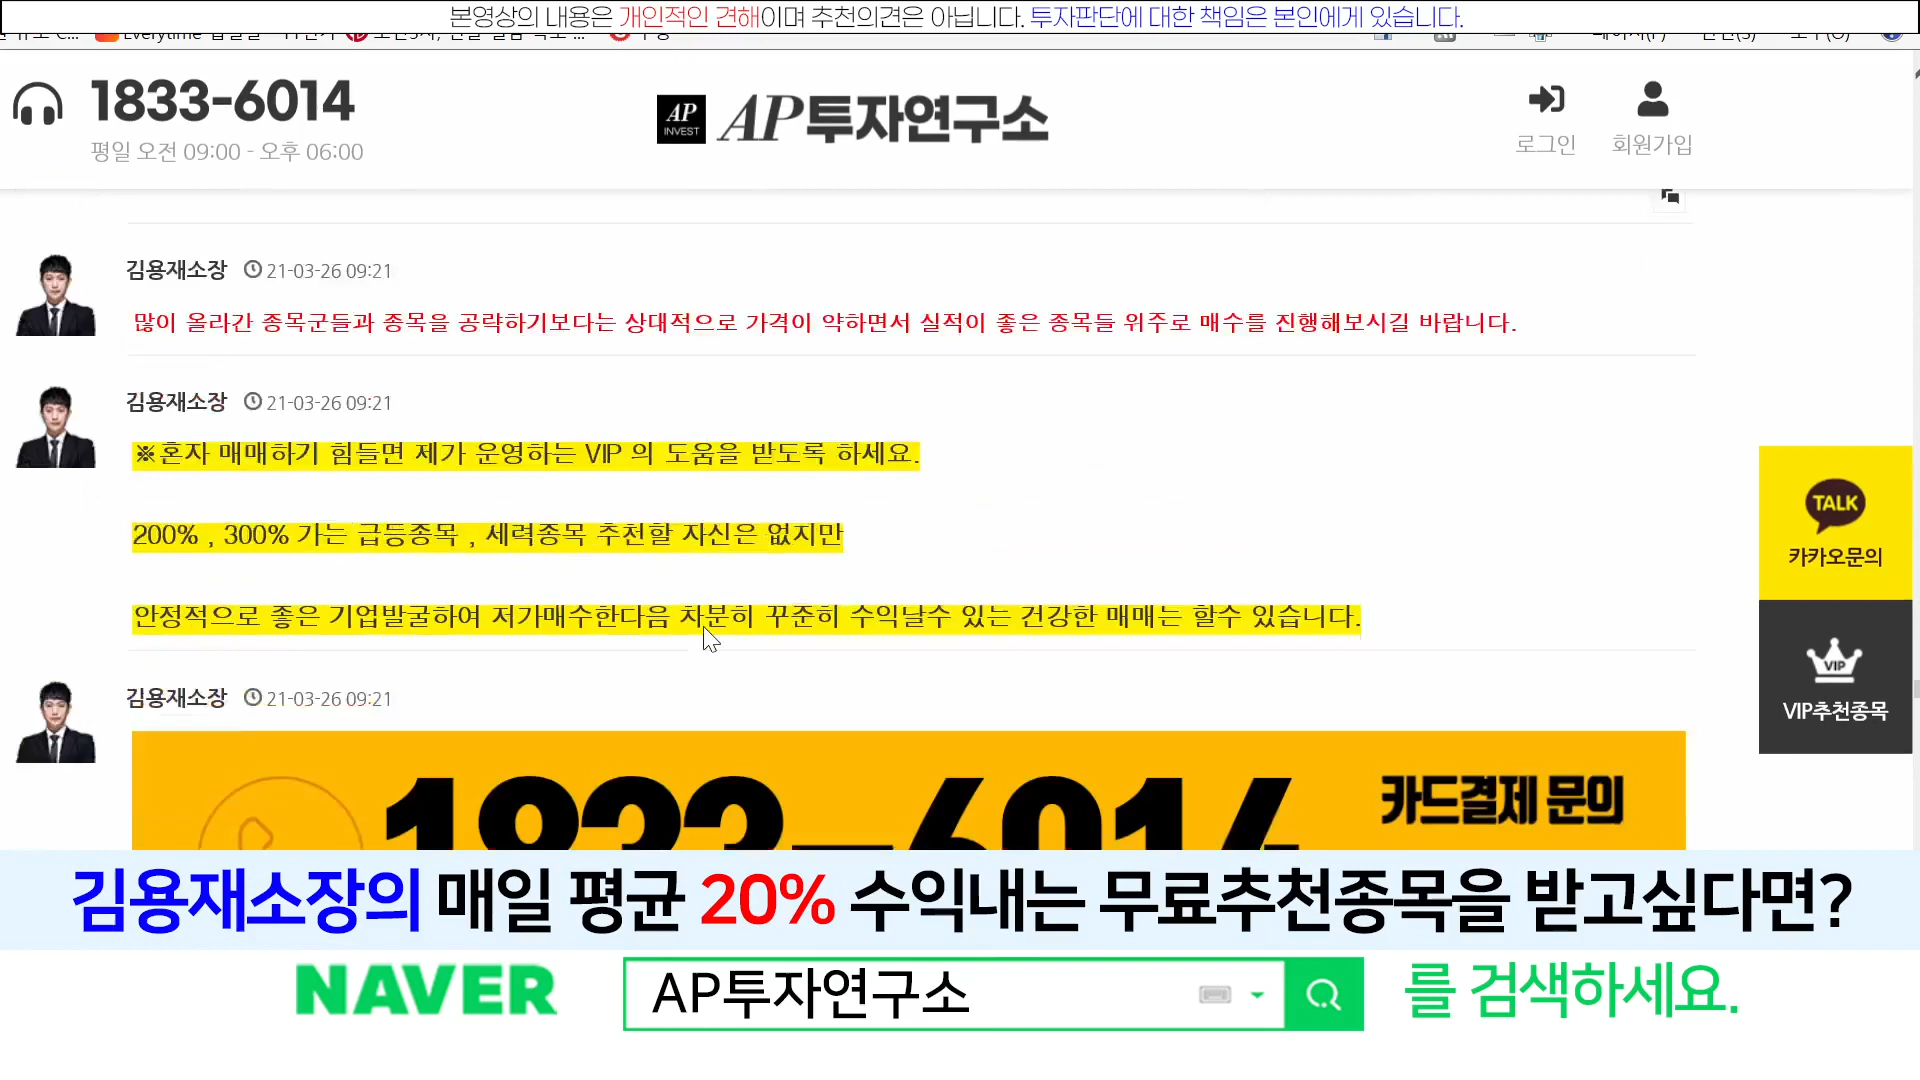 본영상의 내용은 개인적인 견해이며 추천의견은 아닙니다. 투자판단에 대한 책임은 본인에게 있습니다.
1833-6014
평일 오전 09:00 - 오후 06:00
AP
INVEST
AP투자연구소
로그인
회원가입
김용재소장 21-03-26 09:21
많이 올라간 종목군들과 종목을 공략하기보다는 상대적으로 가격이 약하면서 실적이 좋은 종목들 위주로 매수를 진행해보시길 바랍니다.
김용재소장 21-03-26 09:21
※혼자 매매하기 힘들면 제가 운영하는 VIP 의 도움을 받도록 하세요.
200% , 300% 가는 급등종목 , 세력종목 추천할 자신은 없지만
안정적으로 좋은 기업발굴하여 저가매수한다음 차분히 꾸준히 수익날수 있는 건강한 매매는 할수 있습니다.
TALK
카카오문의
VIP
VIP추천종목
김용재소장 21-03-26 09:21
1833-6014
카드결제 문의
김용재소장의 매일 평균 20% 수익내는 무료추천종목을 받고싶다면?
NAVER
AP투자연구소
를 검색하세요.